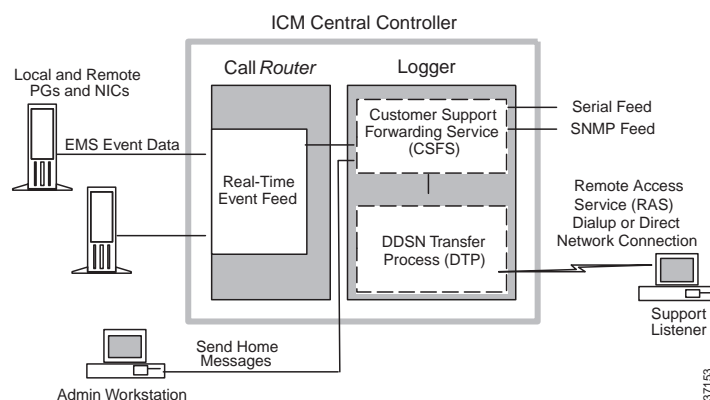 ICM Central Controller
Call Router
Logger
Local and Remote
PGs and NICs
EMS Event Data
Real-Time
Event Feed
Customer Support
Forwarding Service
(CSFS)
Serial Feed
SNMP Feed
DDSN Transfer
Process (DTP)
Remote Access
Service (RAS)
Dialup or Direct
Network Connection
Support
Listener
Send Home
Messages
Admin Workstation
37153